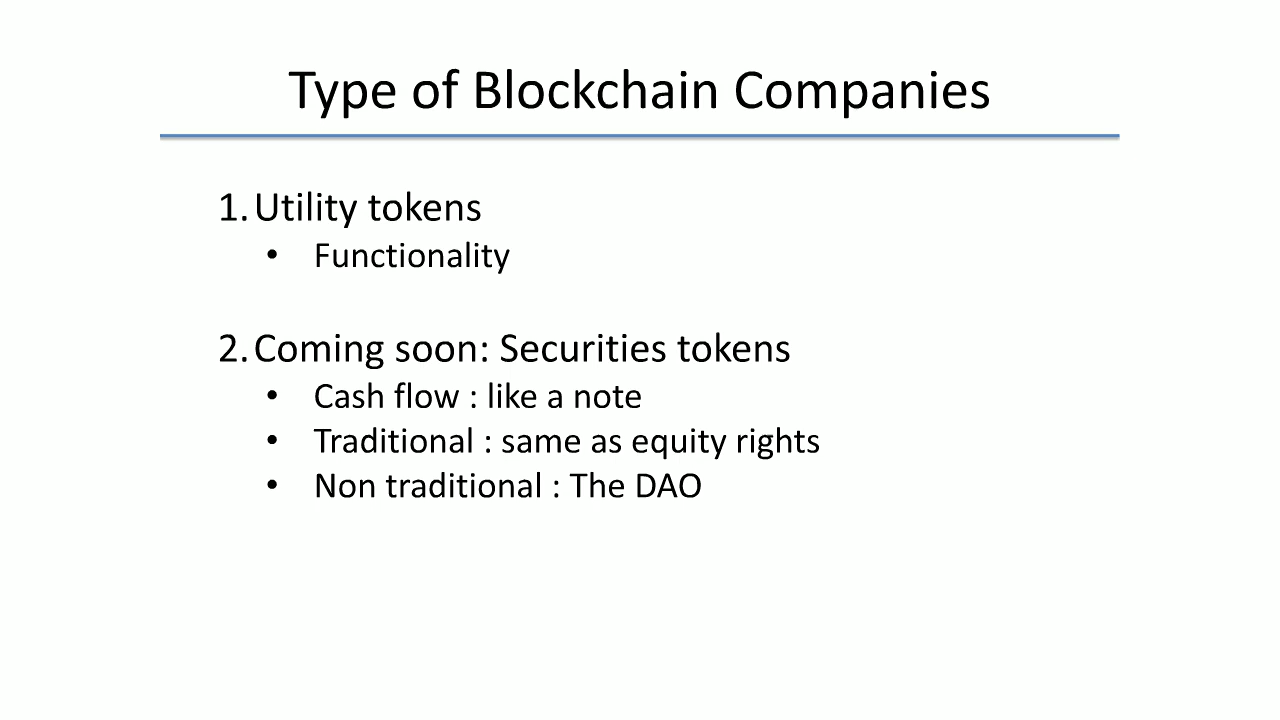 Type of Blockchain Companies
1. Utility tokens
• Functionality
2. Coming soon: Securities tokens
• Cash flow : like a note
• Traditional : same as equity rights
• Non traditional : The DAO